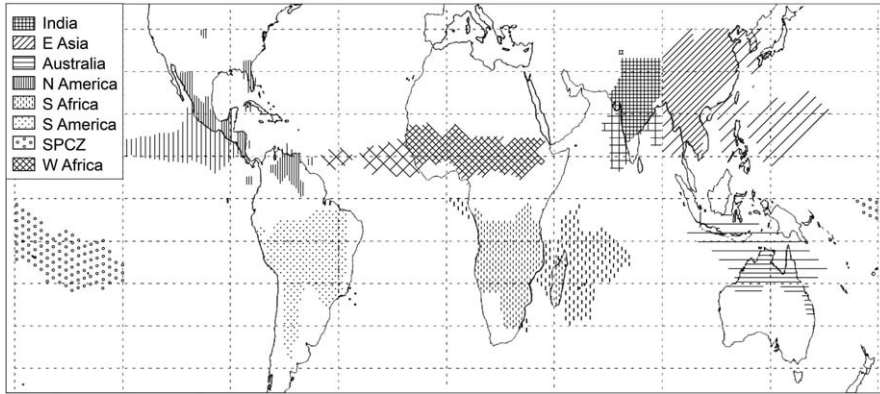 India
E Asia
Australia
N America
S Africa
S America
SPCZ
W Africa